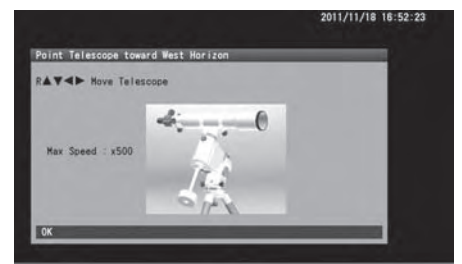 2011/11/18 16:52:23
Point Telescope toward West Horizon
R▲▼◀▶ Move Telescope
Max Speed : x500
OK